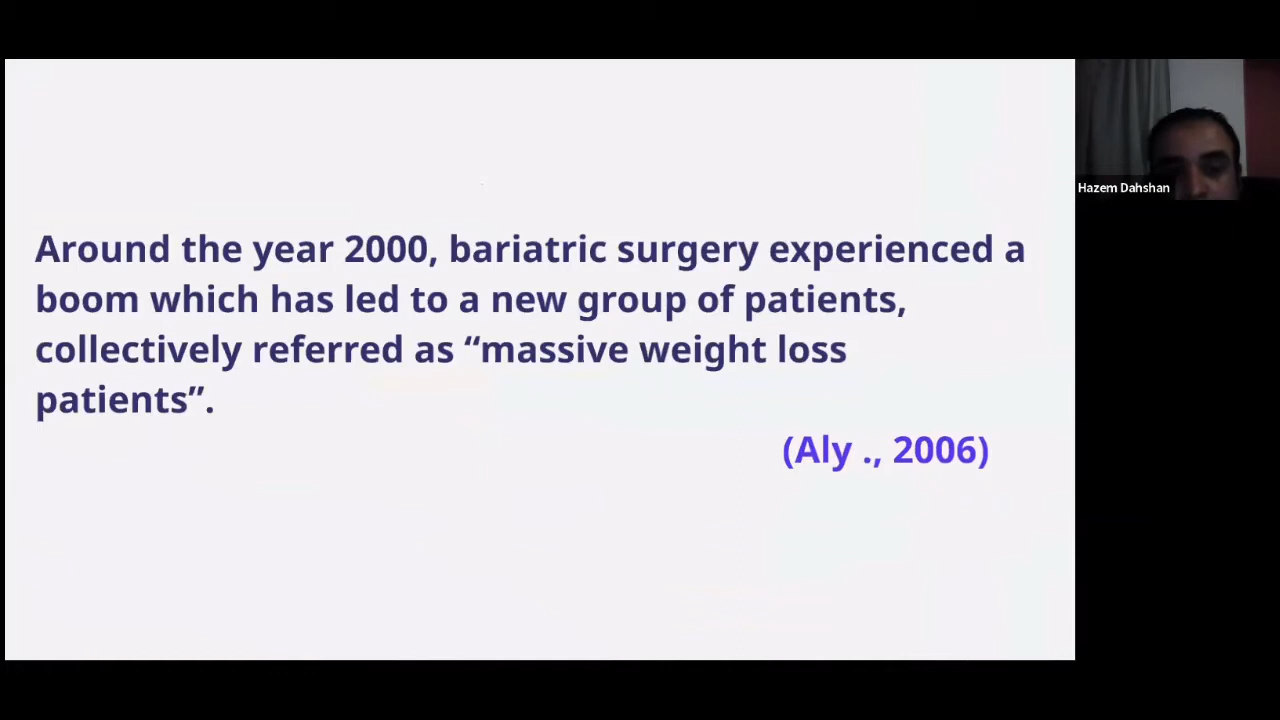 Around the year 2000, bariatric surgery experienced a
boom which has led to a new group of patients,
collectively referred as “massive weight loss
patients”.
(Aly ., 2006)
Hazem Dahshan